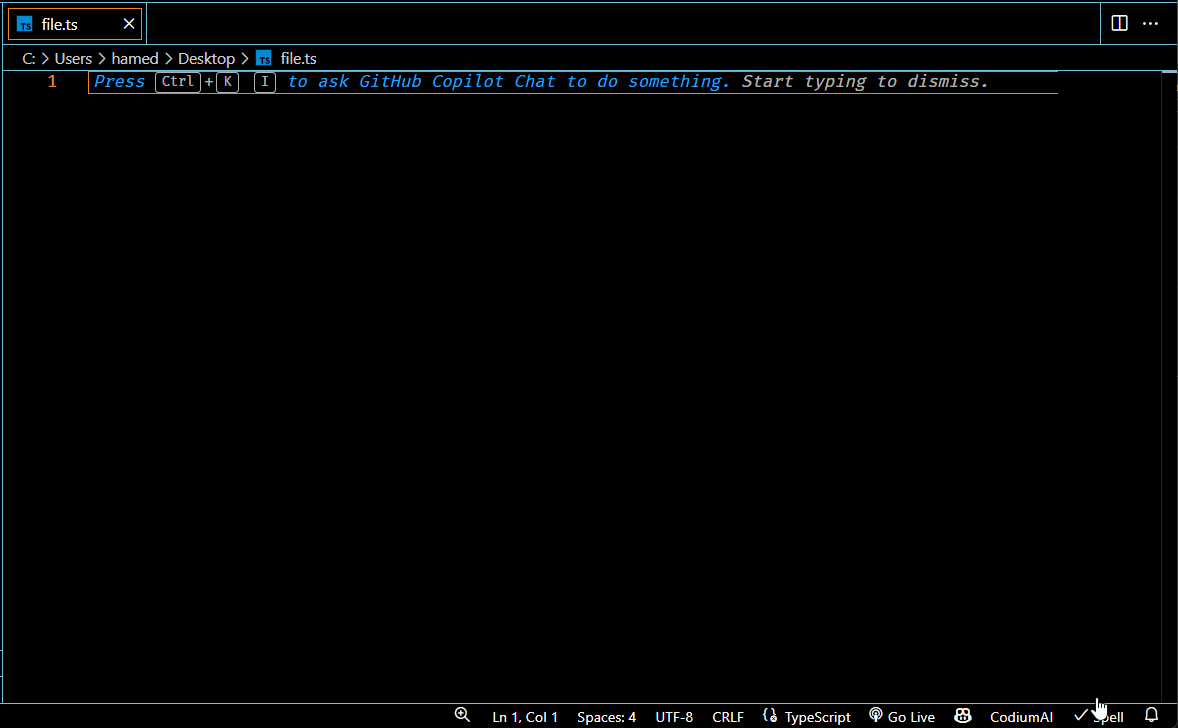 TS file.ts
C: > Users > hamed > Desktop > TS file.ts
1 Press Ctrl + K I to ask GitHub Copilot Chat to do something. Start typing to dismiss.
Ln 1, Col 1 Spaces: 4 UTF-8 CRLF TypeScript Go Live CodiumAI